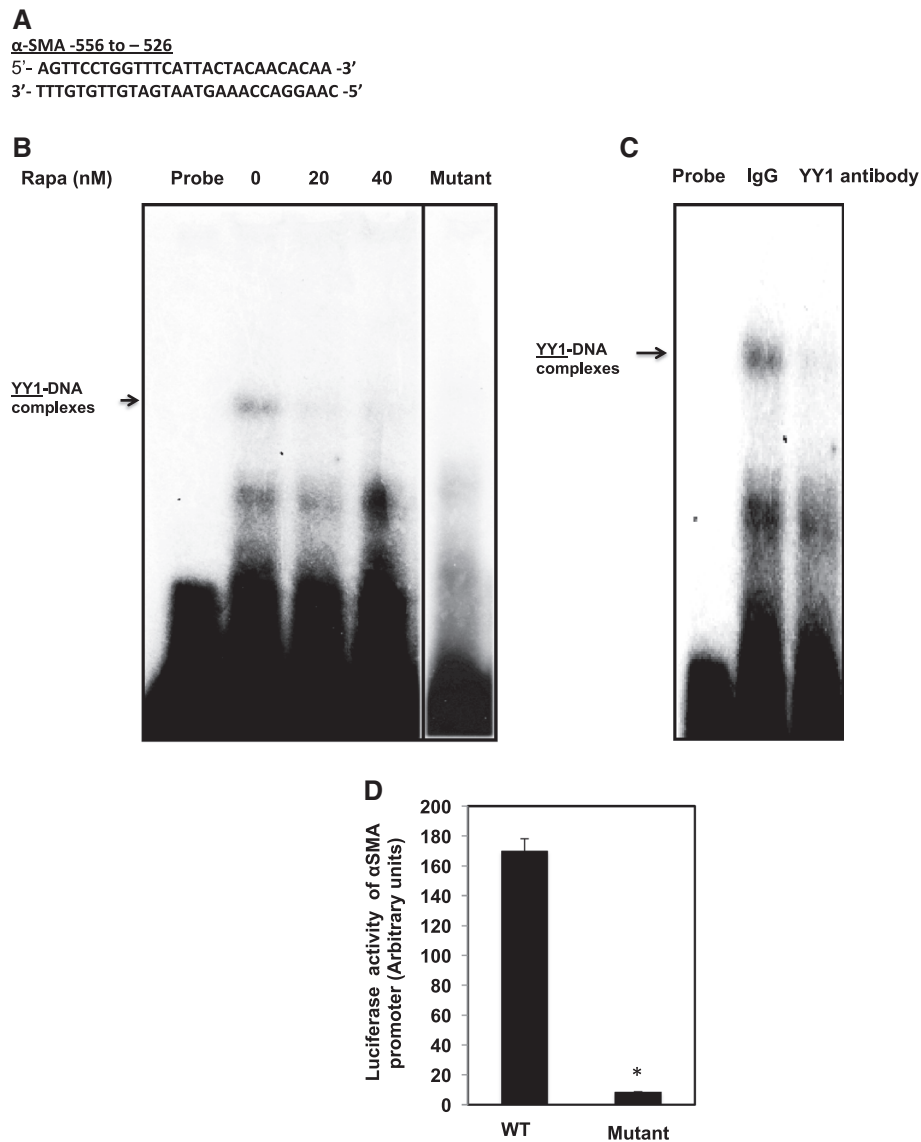 A
α-SMA -556 to – 526
5’- AGTTCCTGGTTTCATTACTACAACACAA -3’
3’- TTTGTGTTGTAGTAATGAAACCAGGAAC -5’
B
Rapa (nM) Probe 0 20 40 Mutant
YY1-DNA
complexes
C
Probe IgG YY1 antibody
YY1-DNA
complexes
D
Luciferase activity of αSMA
promoter (Arbitrary units)
200
180
160
140
120
100
80
60
40
20
0
*
WT Mutant